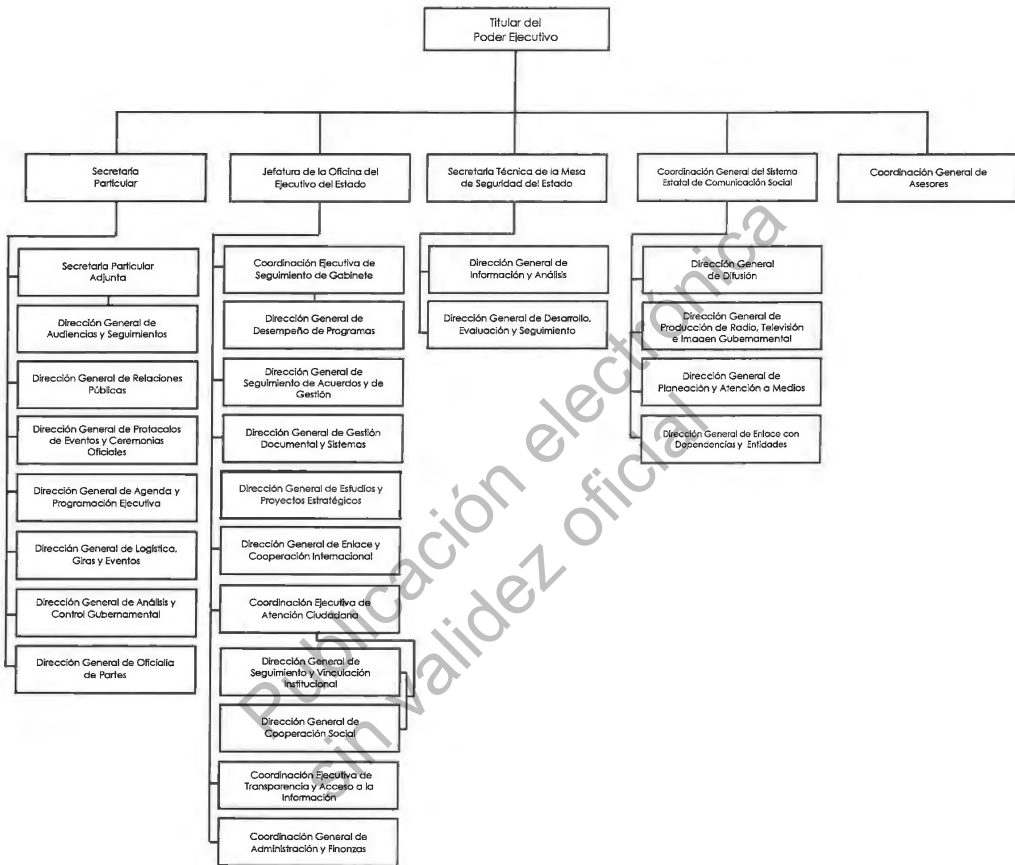 Titular del
Poder Ejecutivo
Secretaría
Particular
Jefatura de la Oficina del
Ejecutivo del Estado
Secretaría Técnica de la Mesa
de Seguridad del Estado
Coordinación General del Sistema
Estatal de Comunicación Social
Coordinación General de
Asesores
Secretaría Particular
Adjunta
Dirección General de
Audiencias y Seguimientos
Dirección General de Relaciones
Públicas
Dirección General de Protocolos
de Eventos y Ceremonias
Oficiales
Dirección General de Agenda y
Programación Ejecutiva
Dirección General de Logística,
Giras y Eventos
Dirección General de Análisis y
Control Gubernamental
Dirección General de Oficialía
de Partes
Coordinación Ejecutiva de
Seguimiento de Gabinete
Dirección General de
Desempeño de Programas
Dirección General de
Seguimiento de Acuerdos y de
Gestión
Dirección General de Gestión
Documental y Sistemas
Dirección General de Estudios y
Proyectos Estratégicos
Dirección General de Enlace y
Cooperación Internacional
Coordinación Ejecutiva de
Atención Ciudadana
Dirección General de
Seguimiento y Vinculación
Institucional
Dirección General de
Cooperación Social
Coordinación Ejecutiva de
Transparencia y Acceso a la
Información
Coordinación General de
Administración y Finanzas
Dirección General de
Información y Análisis
Dirección General de Desarrollo,
Evaluación y Seguimiento
Dirección General
de Difusión
Dirección General de
Producción de Radio, Televisión
e Imagen Gubernamental
Dirección General de
Planeación y Atención a Medios
Dirección General de Enlace con
Dependencias y Entidades
Publicación electrónica
sin validez oficial